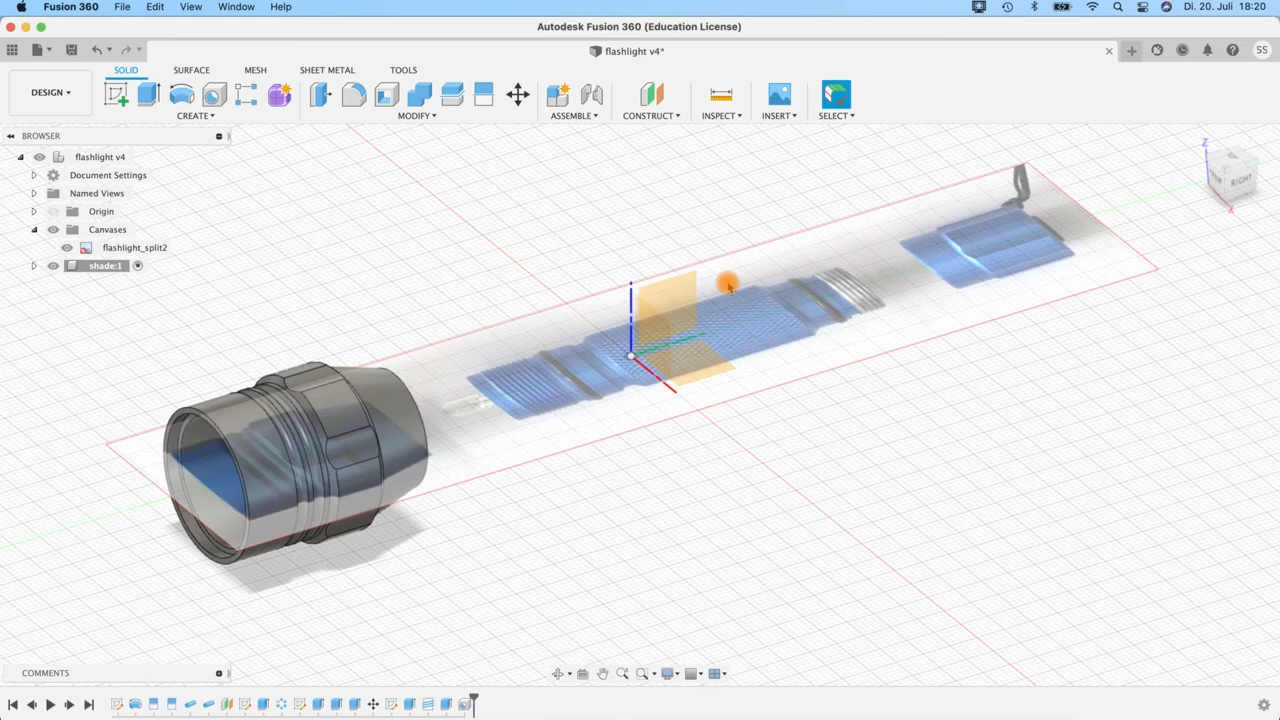 Fusion 360 File Edit View Window Help Di. 20. Juli 18:20
Autodesk Fusion 360 (Education License)
flashlight v4* SS
SOLID SURFACE MESH SHEET METAL TOOLS
DESIGN
CREATE MODIFY ASSEMBLE CONSTRUCT INSPECT INSERT SELECT
BROWSER
flashlight v4
Document Settings
Named Views
Origin
Canvases
flashlight_split2
shade:1
Z
RIGHT
X
COMMENTS